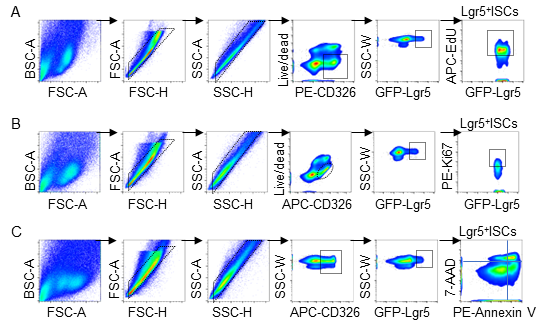 A
Lgr5⁺ISCs
BSC-A
FSC-A
FSC-A
FSC-H
SSC-A
SSC-H
Live/dead
PE-CD326
SSC-W
GFP-Lgr5
APC-EdU
GFP-Lgr5
B
Lgr5⁺ISCs
BSC-A
FSC-A
FSC-A
FSC-H
SSC-A
SSC-H
Live/dead
APC-CD326
SSC-W
GFP-Lgr5
PE-Ki67
GFP-Lgr5
C
Lgr5⁺ISCs
BSC-A
FSC-A
FSC-A
FSC-H
SSC-A
SSC-H
SSC-W
APC-CD326
SSC-W
GFP-Lgr5
7-AAD
PE-Annexin V